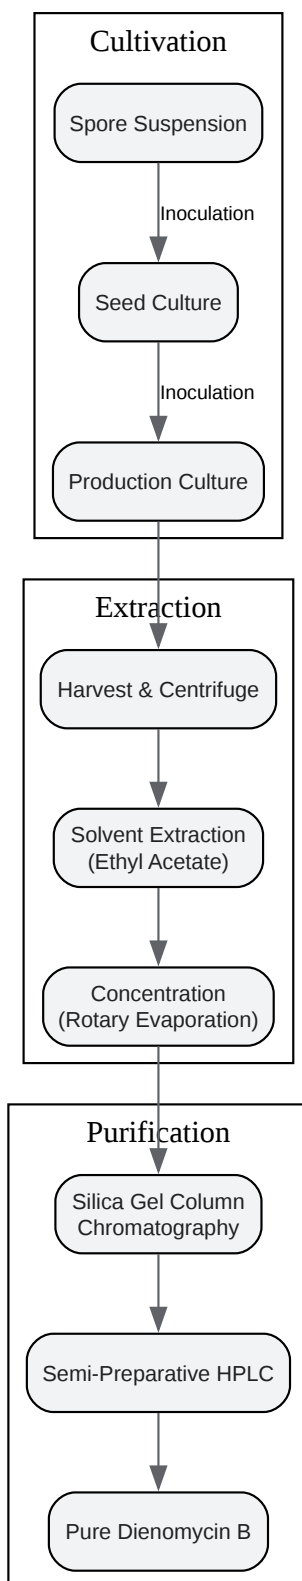 Cultivation
Spore Suspension
Inoculation
Seed Culture
Inoculation
Production Culture
Extraction
Harvest & Centrifuge
Solvent Extraction
(Ethyl Acetate)
Concentration
(Rotary Evaporation)
Purification
Silica Gel Column
Chromatography
Semi-Preparative HPLC
Pure Dienomycin B